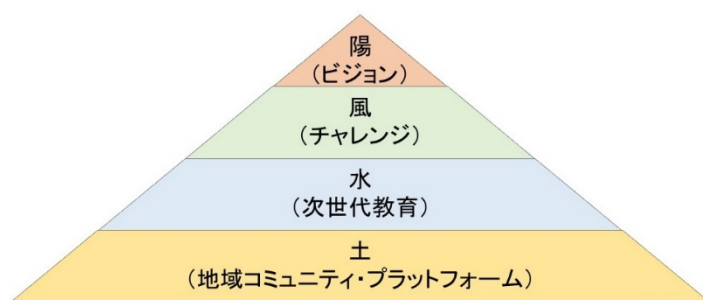 陽
（ビジョン）
風
（チャレンジ）
水
（次世代教育）
土
（地域コミュニティ・プラットフォーム）